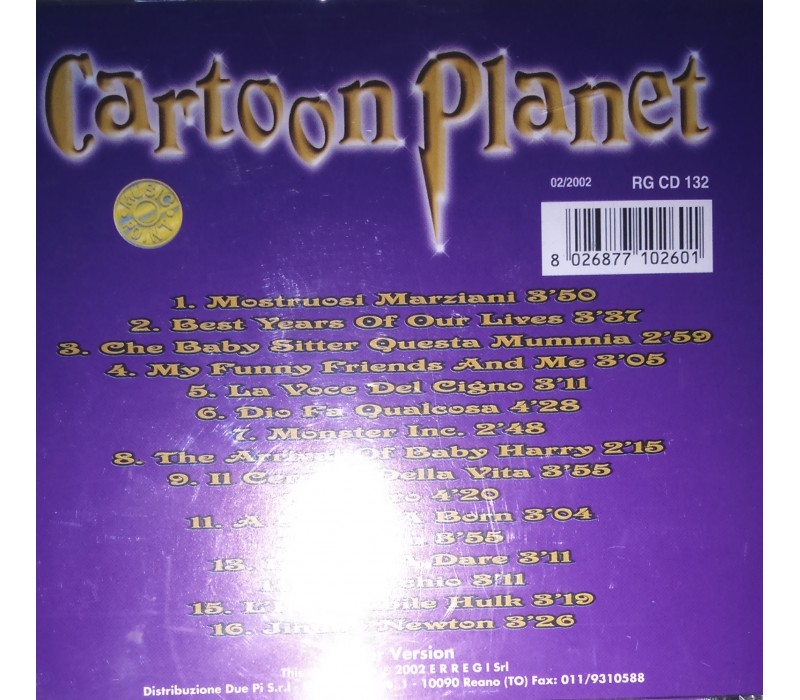 Cartoon Planet
02/2002 RG CD 132
MUSIC
8 026877 102601
1. Mostruosi Marziani 3'50
2. Best Years Of Our Lives 3'37
3. Che Baby Sitter Questa Mummia 2'59
4. My Funny Friends And Me 3'05
5. La Voce Del Cigno 3'11
6. Dio Fa Qualcosa 4'28
7. Monster Inc. 2'48
8. The Of Baby Harry 2'15
9. Il Della Vita 3'55
4'20
11. A Born 3'04
3'55
13. Dare 3'11
3'11
15. Hulk 3'19
16. Newton 3'26
Version
2002 E R R E G I Srl
Distribuzione Due Pi S.r.l - 1 - 10090 Reano (TO) Fax: 011/9310588